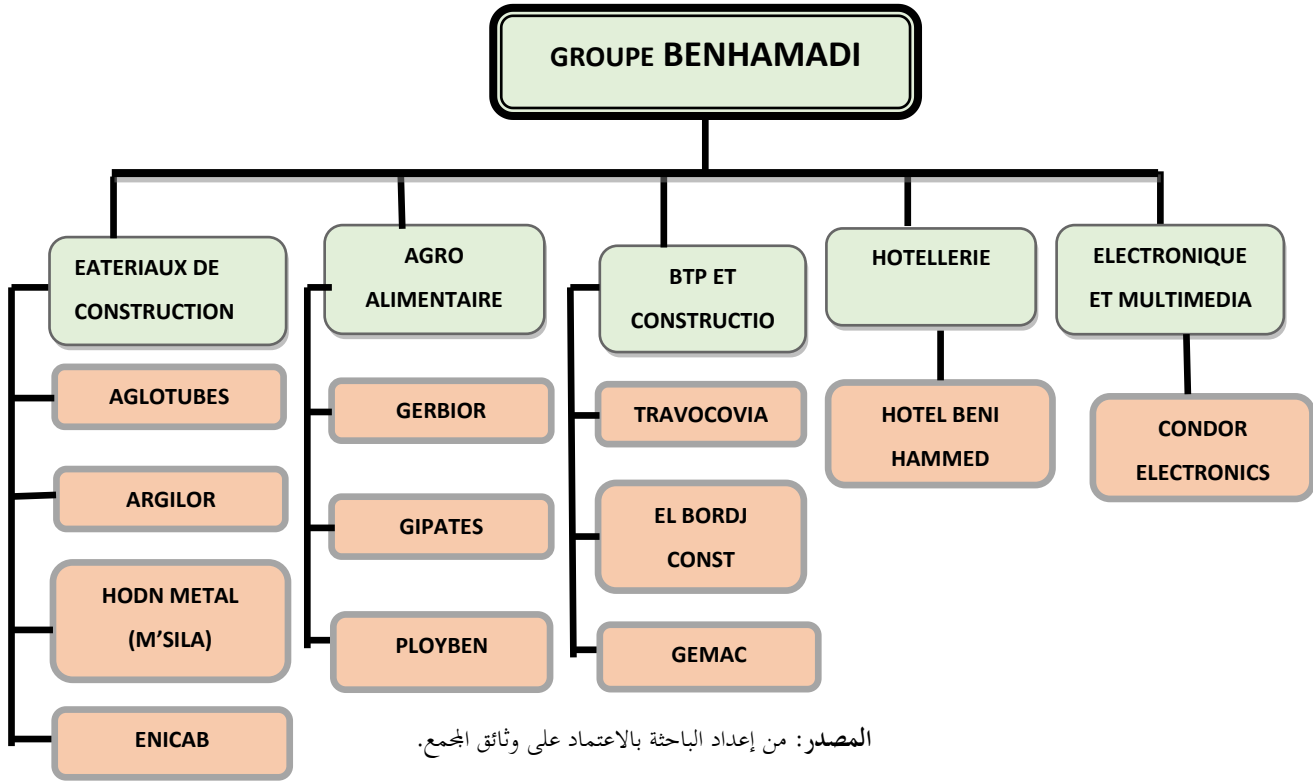 GROUPE BENHAMADI
EATERIAUX DE
CONSTRUCTION
AGLOTUBES
ARGILOR
HODN METAL
(M'SILA)
ENICAB
AGRO
ALIMENTAIRE
GERBIOR
GIPATES
PLOYBEN
BTP ET
CONSTRUCTIO
TRAVOCOVIA
EL BORDJ
CONST
GEMAC
HOTELLERIE
HOTEL BENI
HAMMED
ELECTRONIQUE
ET MULTIMEDIA
CONDOR
ELECTRONICS
المصدر: من إعداد الباحثة بالاعتماد على وثائق المجمع.